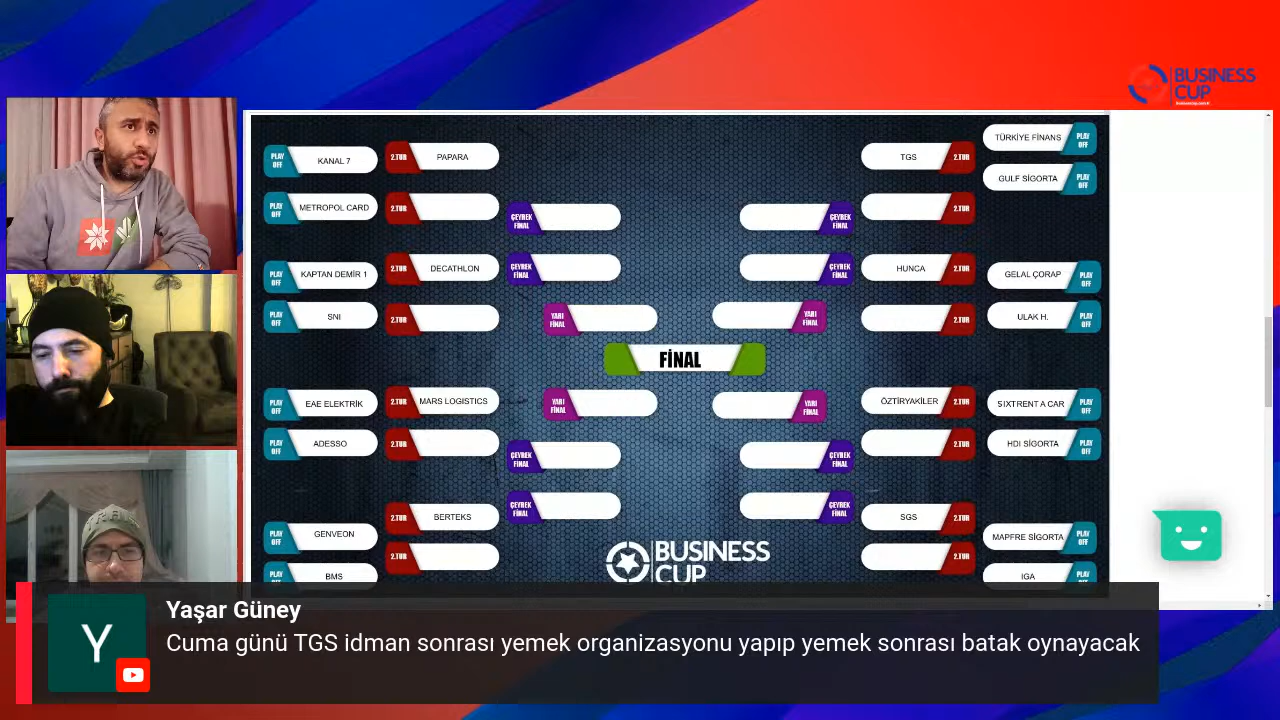 BUSINESS
CUP
PLAY OFF KANAL 7
PLAY OFF METROPOL CARD
PLAY OFF KAPTAN DEMİR 1
PLAY OFF SNI
PLAY OFF EAE ELEKTRİK
PLAY OFF ADESSO
PLAY OFF GENVEON
PLAY OFF BMS
2.TUR PAPARA
2.TUR
2.TUR DECATHLON
2.TUR
2.TUR MARS LOGISTICS
2.TUR
2.TUR BERTEKS
2.TUR
ÇEYREK FİNAL
ÇEYREK FİNAL
ÇEYREK FİNAL
ÇEYREK FİNAL
YARI FİNAL
YARI FİNAL
FİNAL
YARI FİNAL
YARI FİNAL
ÇEYREK FİNAL
ÇEYREK FİNAL
ÇEYREK FİNAL
ÇEYREK FİNAL
TGS 2.TUR
2.TUR
HUNCA 2.TUR
2.TUR
ÖZTİRYAKİLER 2.TUR
2.TUR
SGS 2.TUR
2.TUR
TÜRKİYE FİNANS PLAY OFF
GULF SİGORTA PLAY OFF
GELAL ÇORAP PLAY OFF
ULAK H. PLAY OFF
SIXTRENT A CAR PLAY OFF
HDI SİGORTA PLAY OFF
MAPFRE SİGORTA PLAY OFF
IGA PLAY
BUSINESS
CUP
Y
Yaşar Güney
Cuma günü TGS idman sonrası yemek organizasyonu yapıp yemek sonrası batak oynayacak